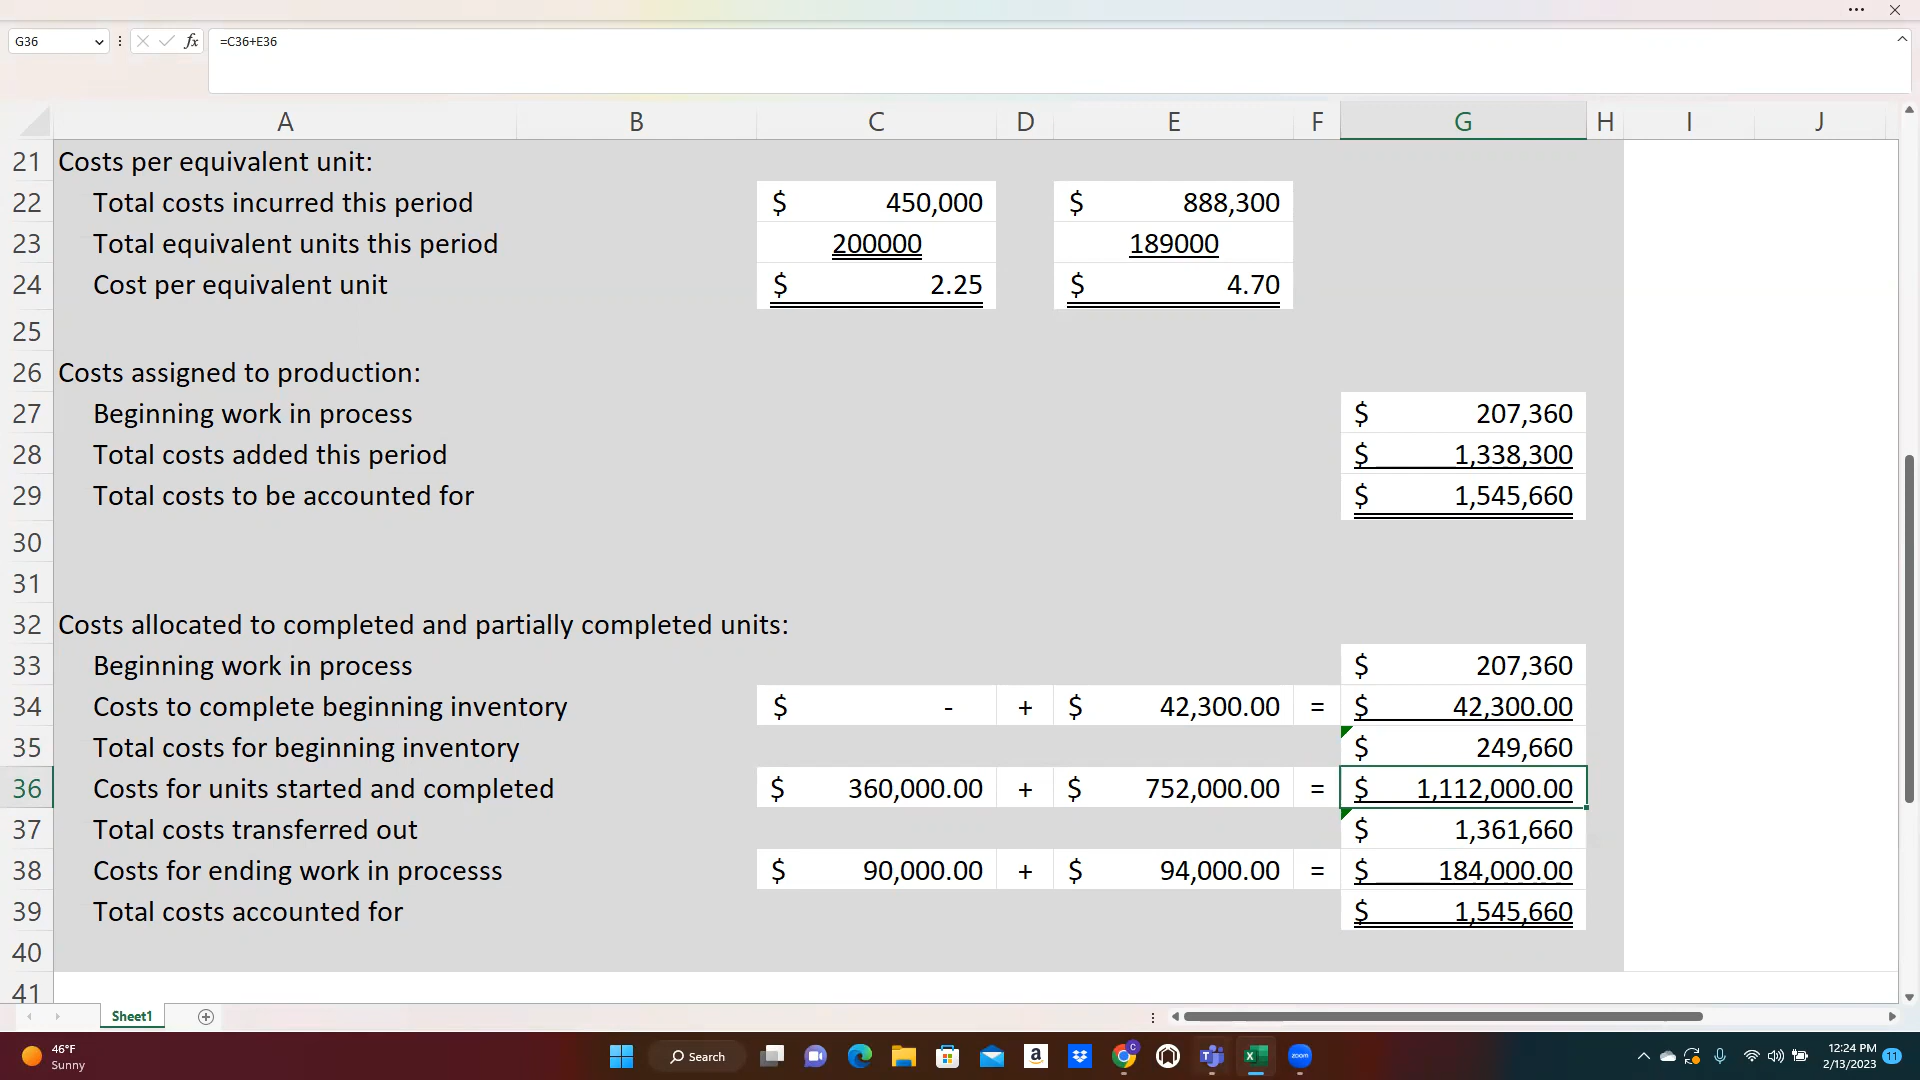 G36 fx =C36+E36
A B C D E F G H I J
21 Costs per equivalent unit:
22 Total costs incurred this period $ 450,000 $ 888,300
23 Total equivalent units this period 200000 189000
24 Cost per equivalent unit $ 2.25 $ 4.70
25
26 Costs assigned to production:
27 Beginning work in process $ 207,360
28 Total costs added this period $ 1,338,300
29 Total costs to be accounted for $ 1,545,660
30
31
32 Costs allocated to completed and partially completed units:
33 Beginning work in process $ 207,360
34 Costs to complete beginning inventory $ - + $ 42,300.00 = $ 42,300.00
35 Total costs for beginning inventory $ 249,660
36 Costs for units started and completed $ 360,000.00 + $ 752,000.00 = $ 1,112,000.00
37 Total costs transferred out $ 1,361,660
38 Costs for ending work in processs $ 90,000.00 + $ 94,000.00 = $ 184,000.00
39 Total costs accounted for $ 1,545,660
40
41
Sheet1
46°F
Sunny
Search
a
C
zoom
12:24 PM
2/13/2023
11